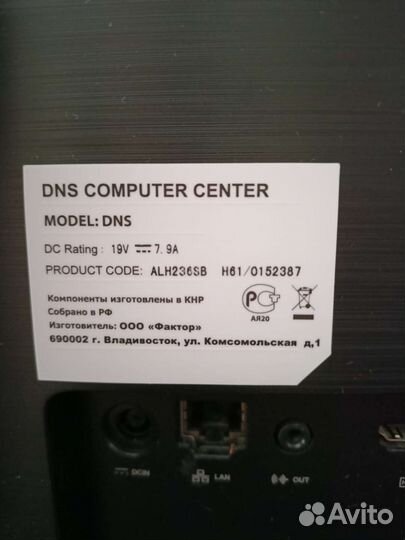 DNS COMPUTER CENTER
MODEL: DNS
DC Rating: 19V 7.9A
PRODUCT CODE: ALH236SB H61/0152387
Компоненты изготовлены в КНР
Собрано в РФ
Изготовитель: ООО «Фактор»
690002 г. Владивосток, ул. Комсомольская д,1
АЯ20
DCIN
LAN
OUT
Avito